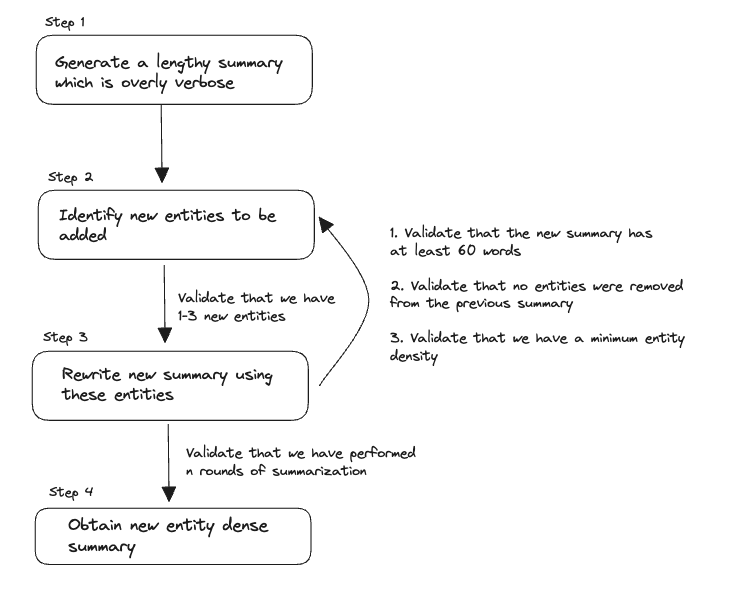 Step 1
Generate a lengthy summary
which is overly verbose
Step 2
Identify new entities to be
added
1. Validate that the new summary has
at least 60 words
2. Validate that no entities were removed
from the previous summary
3. Validate that we have a minimum entity
density
Validate that we have
1-3 new entities
Step 3
Rewrite new summary using
these entities
Validate that we have performed
n rounds of summarization
Step 4
Obtain new entity dense
summary